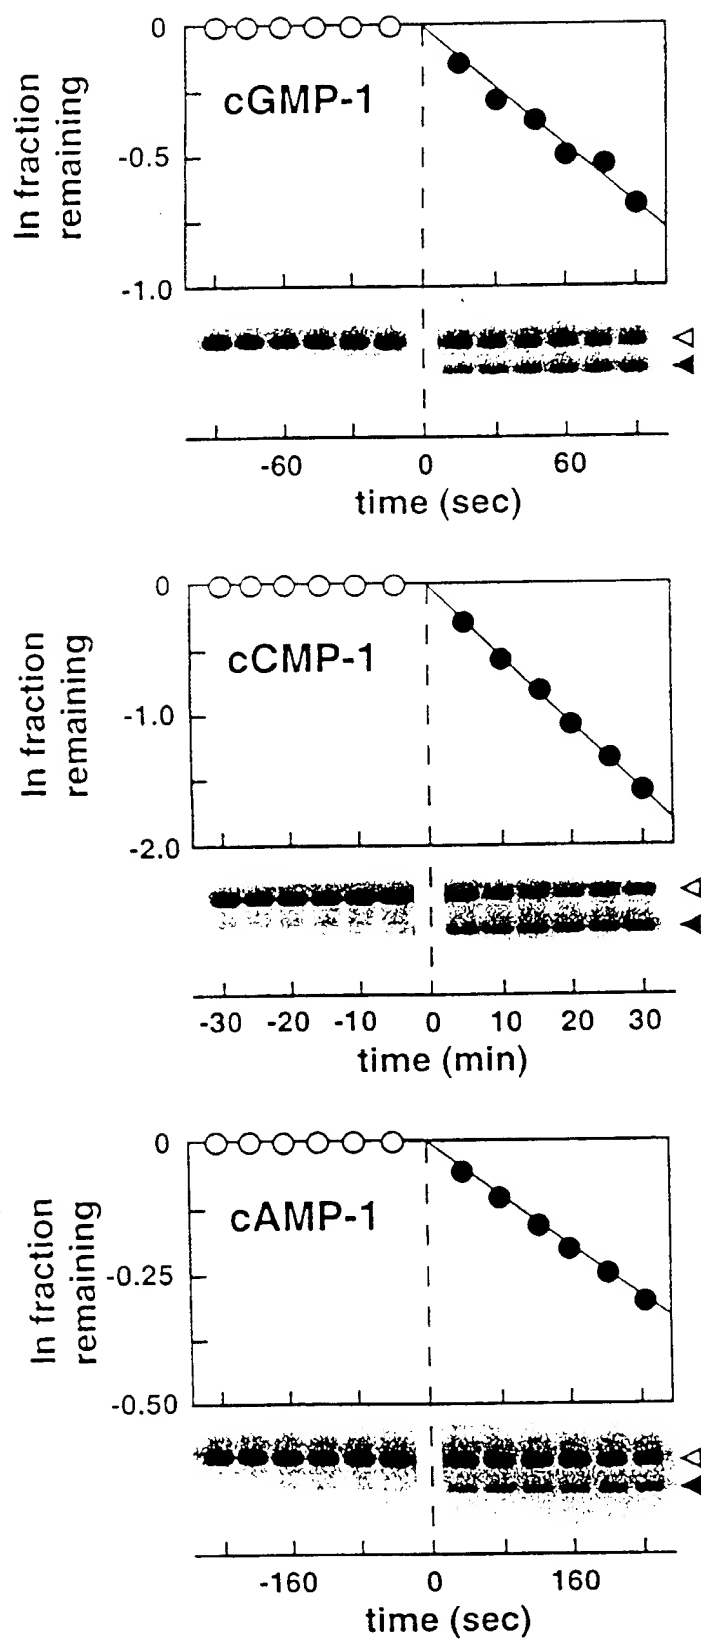 0
-0.5
-1.0
ln fraction
remaining
cGMP-1
-60 0 60
time (sec)
0
-1.0
-2.0
ln fraction
remaining
cCMP-1
-30 -20 -10 0 10 20 30
time (min)
0
-0.25
-0.50
ln fraction
remaining
cAMP-1
-160 0 160
time (sec)